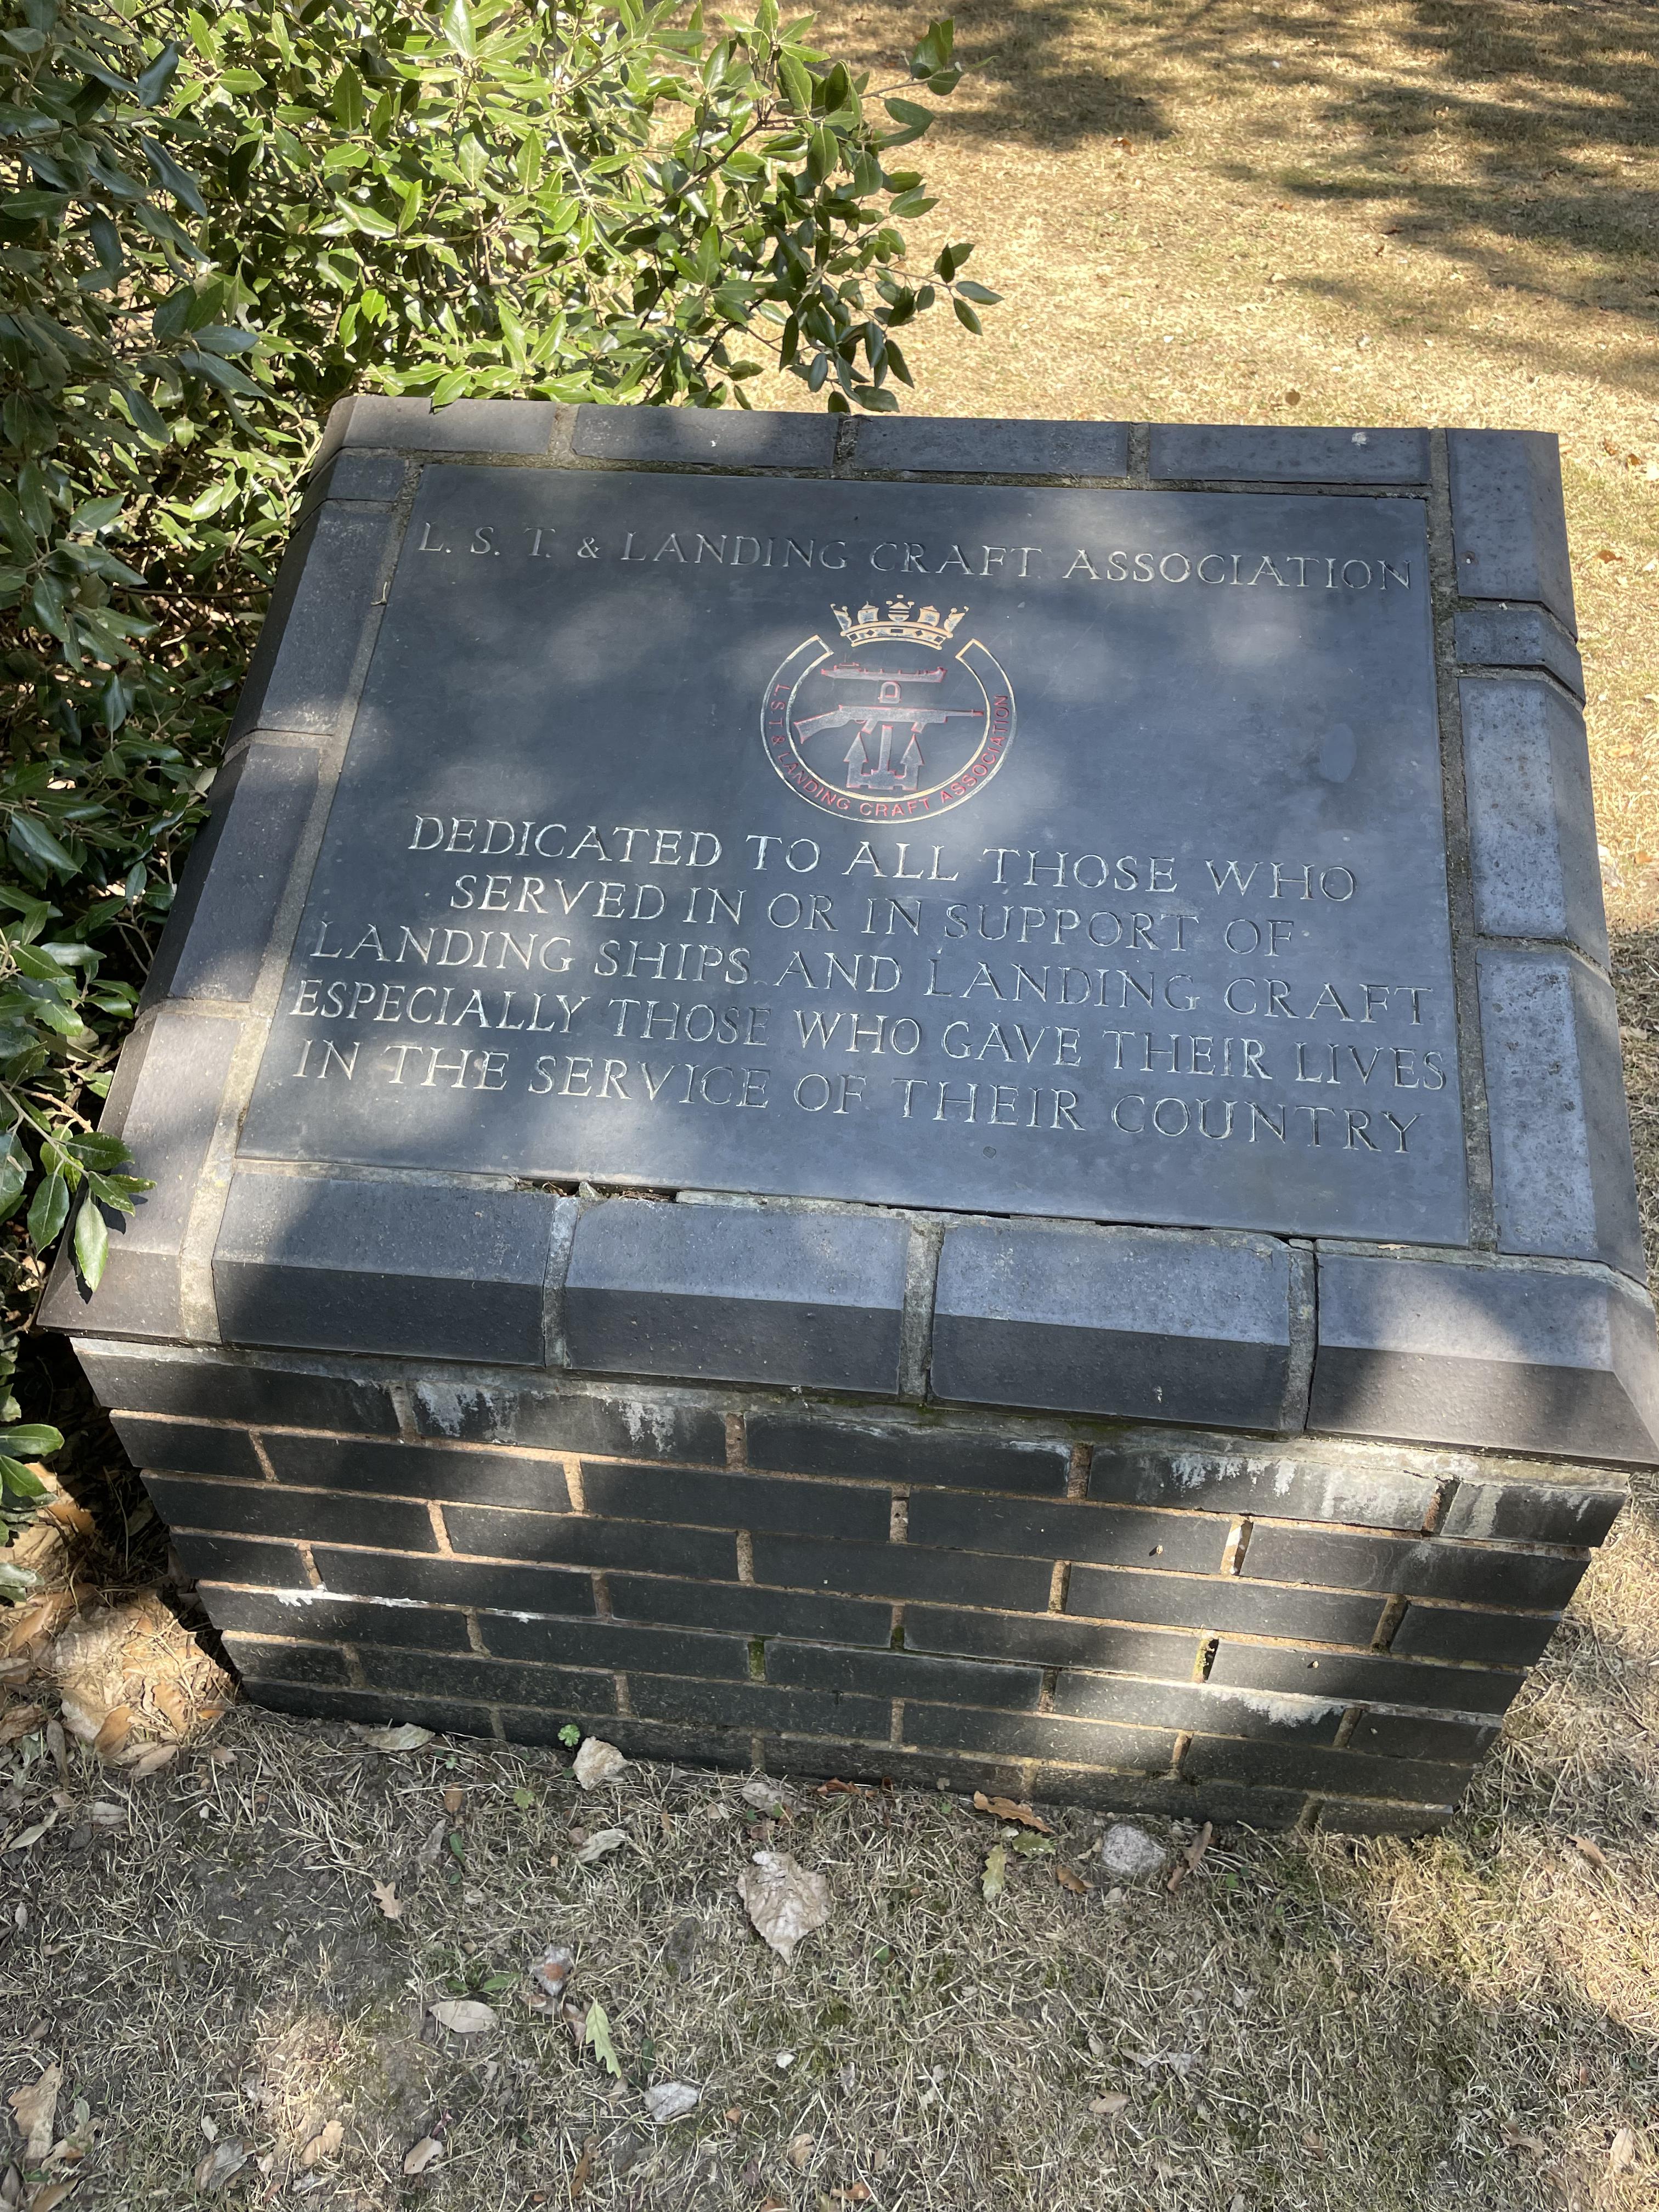 L. S. T. & LANDING CRAFT ASSOCIATION
D
L S T & LANDING CRAFT ASSOCIATION
DEDICATED TO ALL THOSE WHO
SERVED IN OR IN SUPPORT OF
LANDING SHIPS AND LANDING CRAFT
ESPECIALLY THOSE WHO GAVE THEIR LIVES
IN THE SERVICE OF THEIR COUNTRY